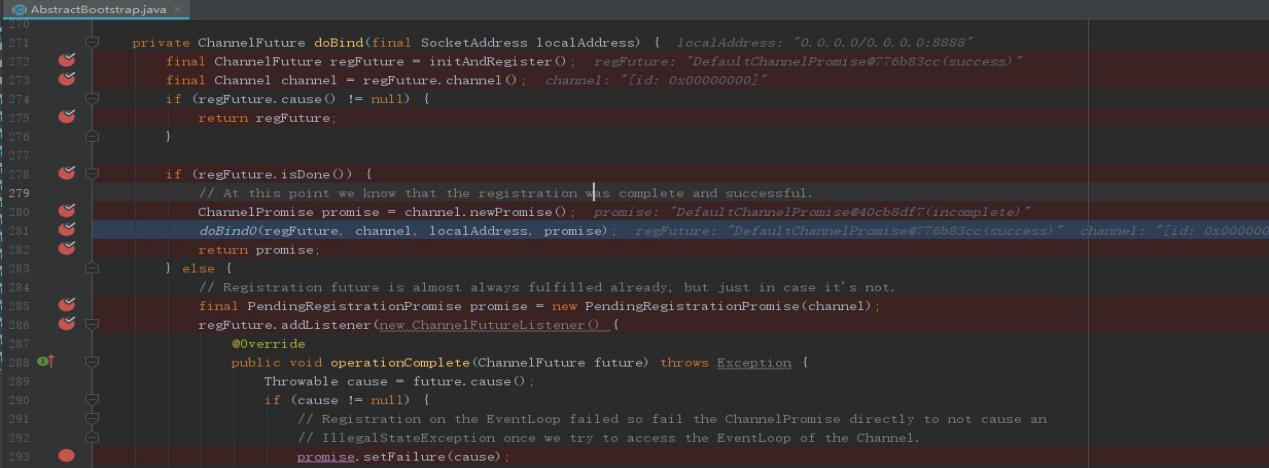 AbstractBootstrap.java ×
270
271 private ChannelFuture doBind(final SocketAddress localAddress) { localAddress: "0.0.0.0/0.0.0.0:8888"
272 final ChannelFuture regFuture = initAndRegister(); regFuture: "DefaultChannelPromise@776b83cc(success)"
273 final Channel channel = regFuture.channel(); channel: "[id: 0x00000000]"
274 if (regFuture.cause() != null) {
275 return regFuture;
276 }
277
278 if (regFuture.isDone()) {
279 // At this point we know that the registration was complete and successful.
280 ChannelPromise promise = channel.newPromise(); promise: "DefaultChannelPromise@40cb8df7(incomplete)"
281 doBind0(regFuture, channel, localAddress, promise); regFuture: "DefaultChannelPromise@776b83cc(success)" channel: "[id: 0x000000
282 return promise;
283 } else {
284 // Registration future is almost always fulfilled already, but just in case it's not.
285 final PendingRegistrationPromise promise = new PendingRegistrationPromise(channel);
286 regFuture.addListener(new ChannelFutureListener() {
287 @Override
288 public void operationComplete(ChannelFuture future) throws Exception {
289 Throwable cause = future.cause();
290 if (cause != null) {
291 // Registration on the EventLoop failed so fail the ChannelPromise directly to not cause an
292 // IllegalStateException once we try to access the EventLoop of the Channel.
293 promise.setFailure(cause);